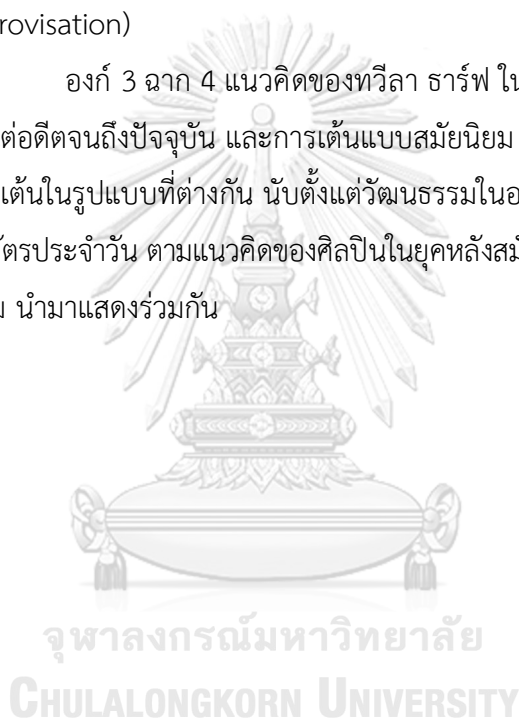 rovisation)
องก์ 3 ฉาก 4 แนวคิดของทวีลา ธาร์ฟ ใน
ต่อดีตจนถึงปัจจุบัน และการเต้นแบบสมัยนิยม
เต้นในรูปแบบที่ต่างกัน นับตั้งแต่วัฒนธรรมในอ
ัตรประจำวัน ตามแนวคิดของศิลปินในยุคหลังสมั
ม นำมาแสดงร่วมกัน
จุฬาลงกรณ์มหาวิทยาลัย
CHULALONGKORN UNIVERSITY